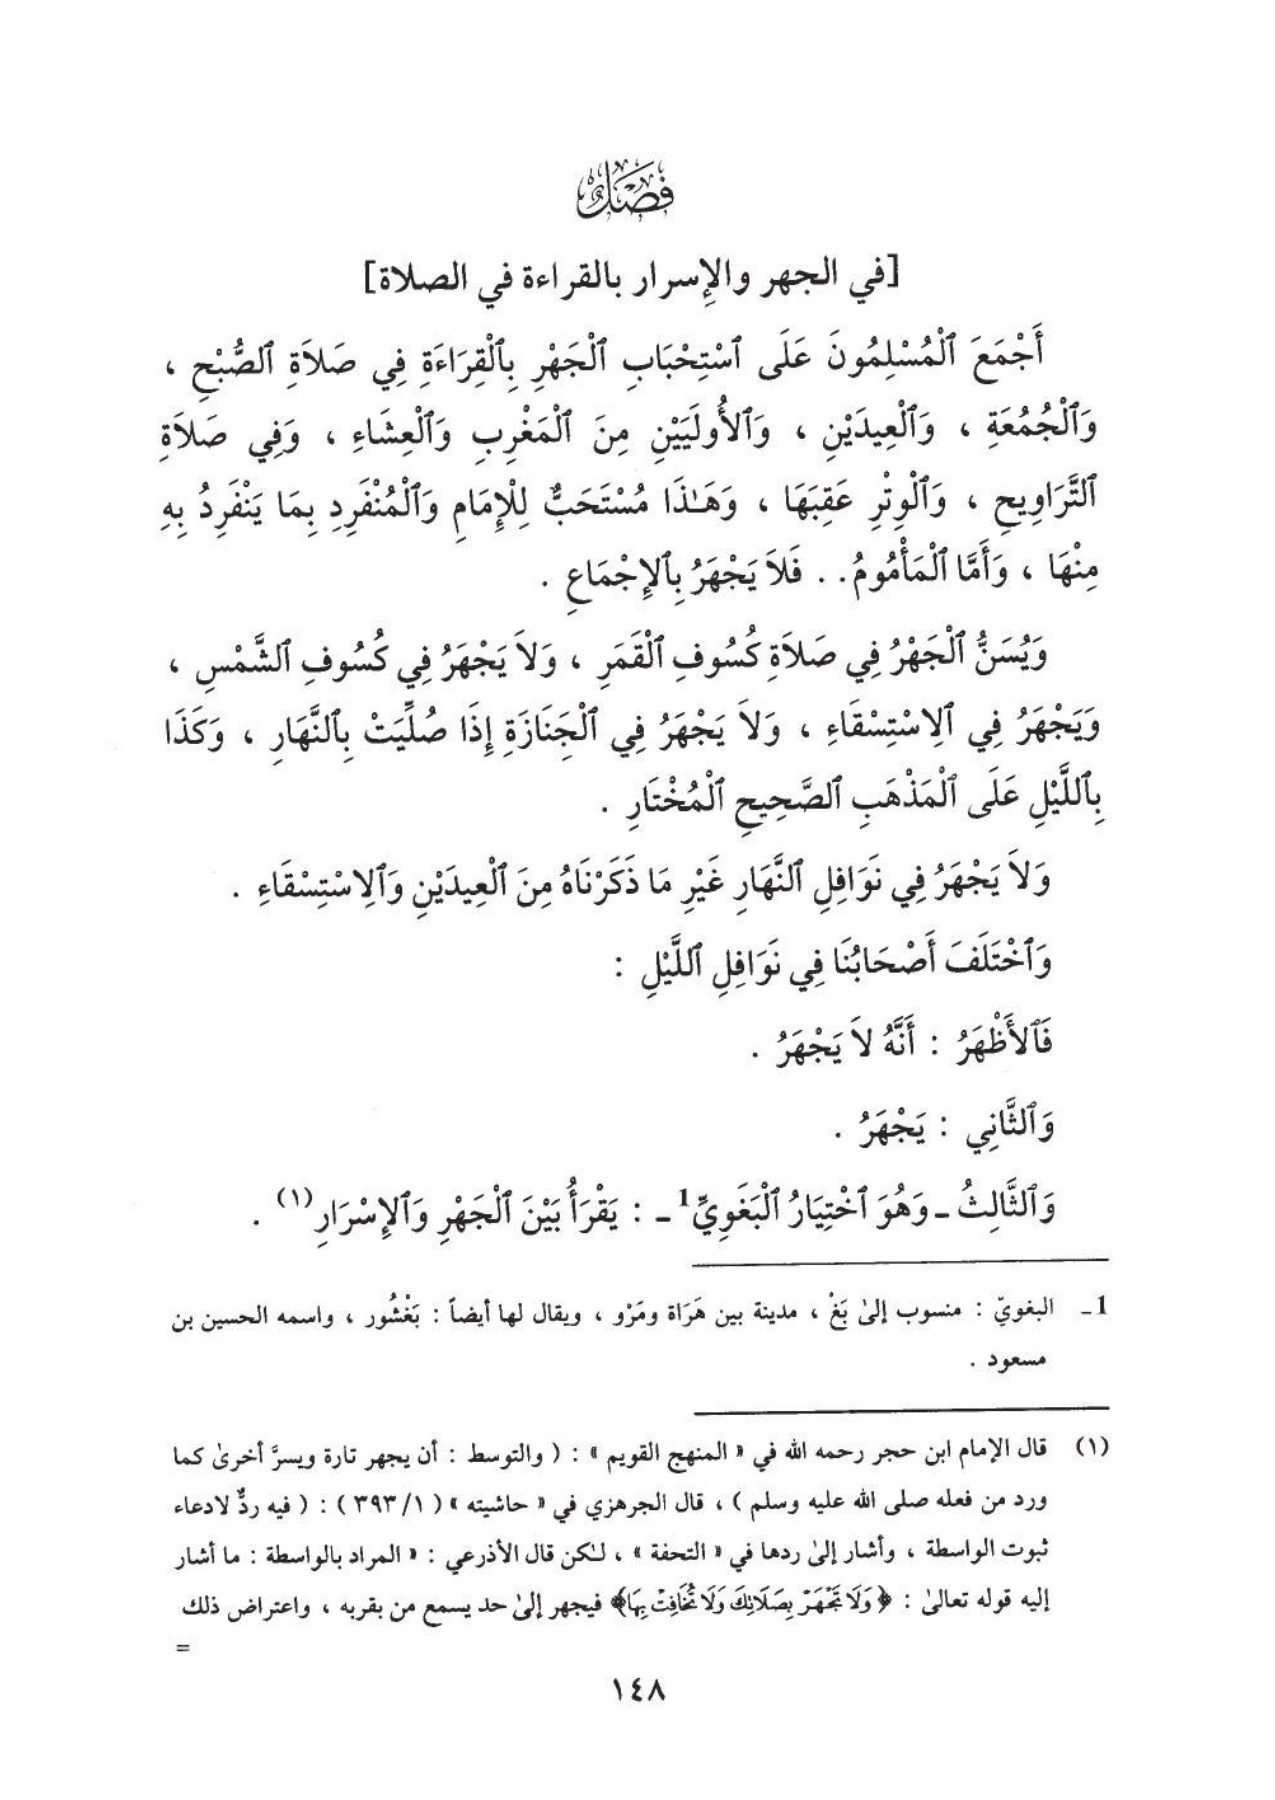 فَصْلٌ
[في الجهر والإِسرار بالقراءة في الصلاة]
أَجْمَعَ ٱلْمُسْلِمُونَ عَلَى ٱسْتِحْبَابِ ٱلْجَهْرِ بِٱلْقِرَاءَةِ فِي صَلاَةِ ٱلصُّبْحِ ،
وَٱلْجُمُعَةِ ، وَٱلْعِيدَيْنِ ، وَٱلأُولَيَيْنِ مِنَ ٱلْمَغْرِبِ وَٱلْعِشَاءِ ، وَفِي صَلاَةِ
ٱلتَّرَاوِيحِ ، وَٱلْوِتْرِ عَقِبَهَا ، وَهَـٰذَا مُسْتَحَبٌّ لِلْإِمَامِ وَٱلْمُنْفَرِدِ بِمَا يَنْفَرِدُ بِهِ
مِنْهَا ، وَأَمَّا ٱلْمَأْمُومُ. . فَلاَ يَجْهَرُ بِٱلإِجْمَاعِ .
وَيُسَنُّ ٱلْجَهْرُ فِي صَلاَةِ كُسُوفِ ٱلْقَمَرِ ، وَلاَ يَجْهَرُ فِي كُسُوفِ ٱلشَّمْسِ ،
وَيَجْهَرُ فِي ٱلِاسْتِسْقَاءِ ، وَلاَ يَجْهَرُ فِي ٱلْجَنَازَةِ إِذَا صُلِّيَتْ بِٱلنَّهَارِ ، وَكَذَا
بِٱللَّيْلِ عَلَى ٱلْمَذْهَبِ ٱلصَّحِيحِ ٱلْمُخْتَارِ .
وَلاَ يَجْهَرُ فِي نَوَافِلِ ٱلنَّهَارِ غَيْرِ مَا ذَكَرْنَاهُ مِنَ ٱلْعِيدَيْنِ وَٱلِاسْتِسْقَاءِ .
وَٱخْتَلَفَ أَصْحَابُنَا فِي نَوَافِلِ ٱللَّيْلِ :
فَٱلأَظْهَرُ : أَنَّهُ لاَ يَجْهَرُ .
وَٱلثَّانِي : يَجْهَرُ .
وَٱلثَّالِثُ ـ وَهُوَ ٱخْتِيَارُ ٱلْبَغَوِيِّ1 ـ : يَقْرَأُ بَيْنَ ٱلْجَهْرِ وَٱلإِسْرَارِ(١) .
1ـ البغويّ : منسوب إلىٰ بَغْ ، مدينة بين هَرَاة ومَرْو ، ويقال لها أيضاً : بَغْشُور ، واسمه الحسين بن
مسعود .
(١) قال الإمام ابن حجر رحمه الله في « المنهج القويم » : ( والتوسط : أن يجهر تارة ويسرَّ أخرىٰ كما
ورد من فعله صلى الله عليه وسلم ) ، قال الجرهزي في « حاشيته » ( ١/ ٣٩٣ ) : ( فيه ردٌّ لادعاء
ثبوت الواسطة ، وأشار إلىٰ ردها في « التحفة » ، لـٰكن قال الأذرعي : « المراد بالواسطة : ما أشار
إليه قوله تعالىٰ : ﴿وَلَا تَجْهَرْ بِصَلَاتِكَ وَلَا تُخَافِتْ بِهَا﴾ فيجهر إلىٰ حد يسمع من بقربه ، واعتراض ذلك
=
١٤٨